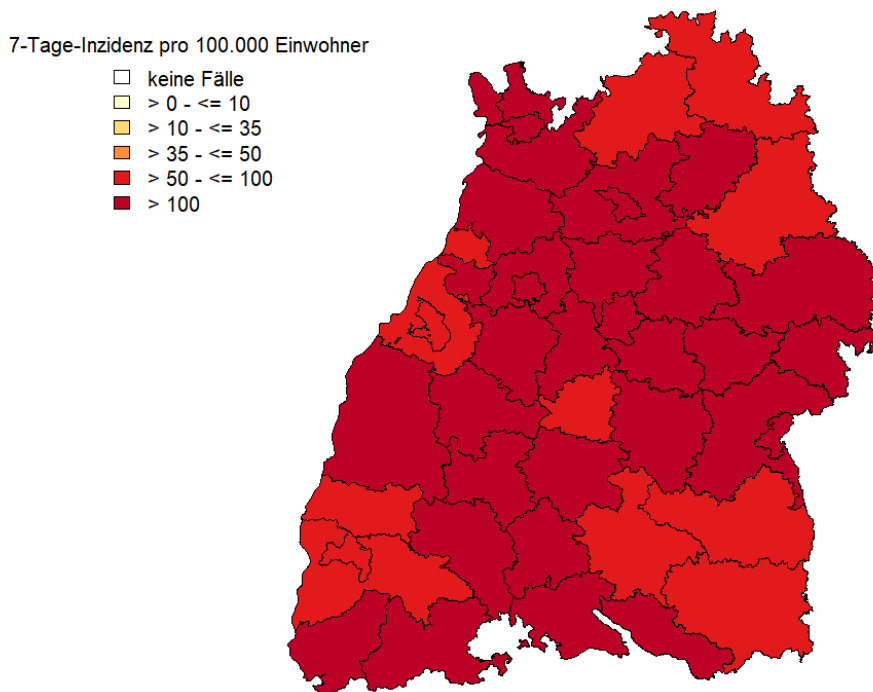 7-Tage-Inzidenz pro 100.000 Einwohner
keine Fälle
> 0 - <= 10
> 10 - <= 35
> 35 - <= 50
> 50 - <= 100
> 100